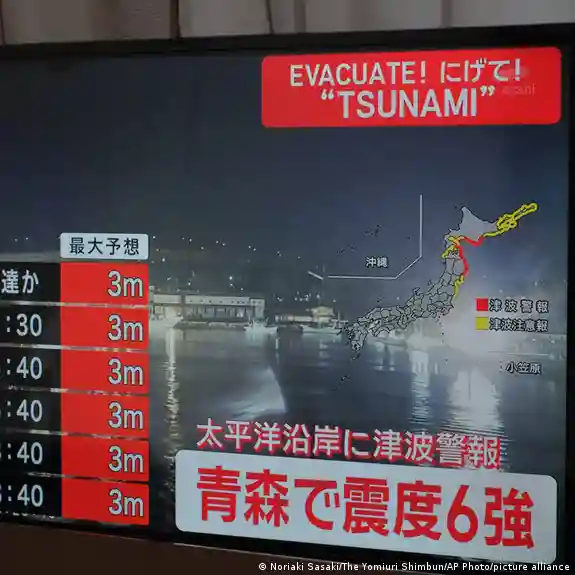 EVACUATE! にげて!
“TSUNAMI”
最大予想
達か 3m
:30 3m
:40 3m
:40 3m
:40 3m
3:40 3m
沖縄
津波警報
津波注意報
小笠原
太平洋沿岸に津波警報
青森で震度6強
© Noriaki Sasaki/The Yomiuri Shimbun/AP Photo/picture alliance